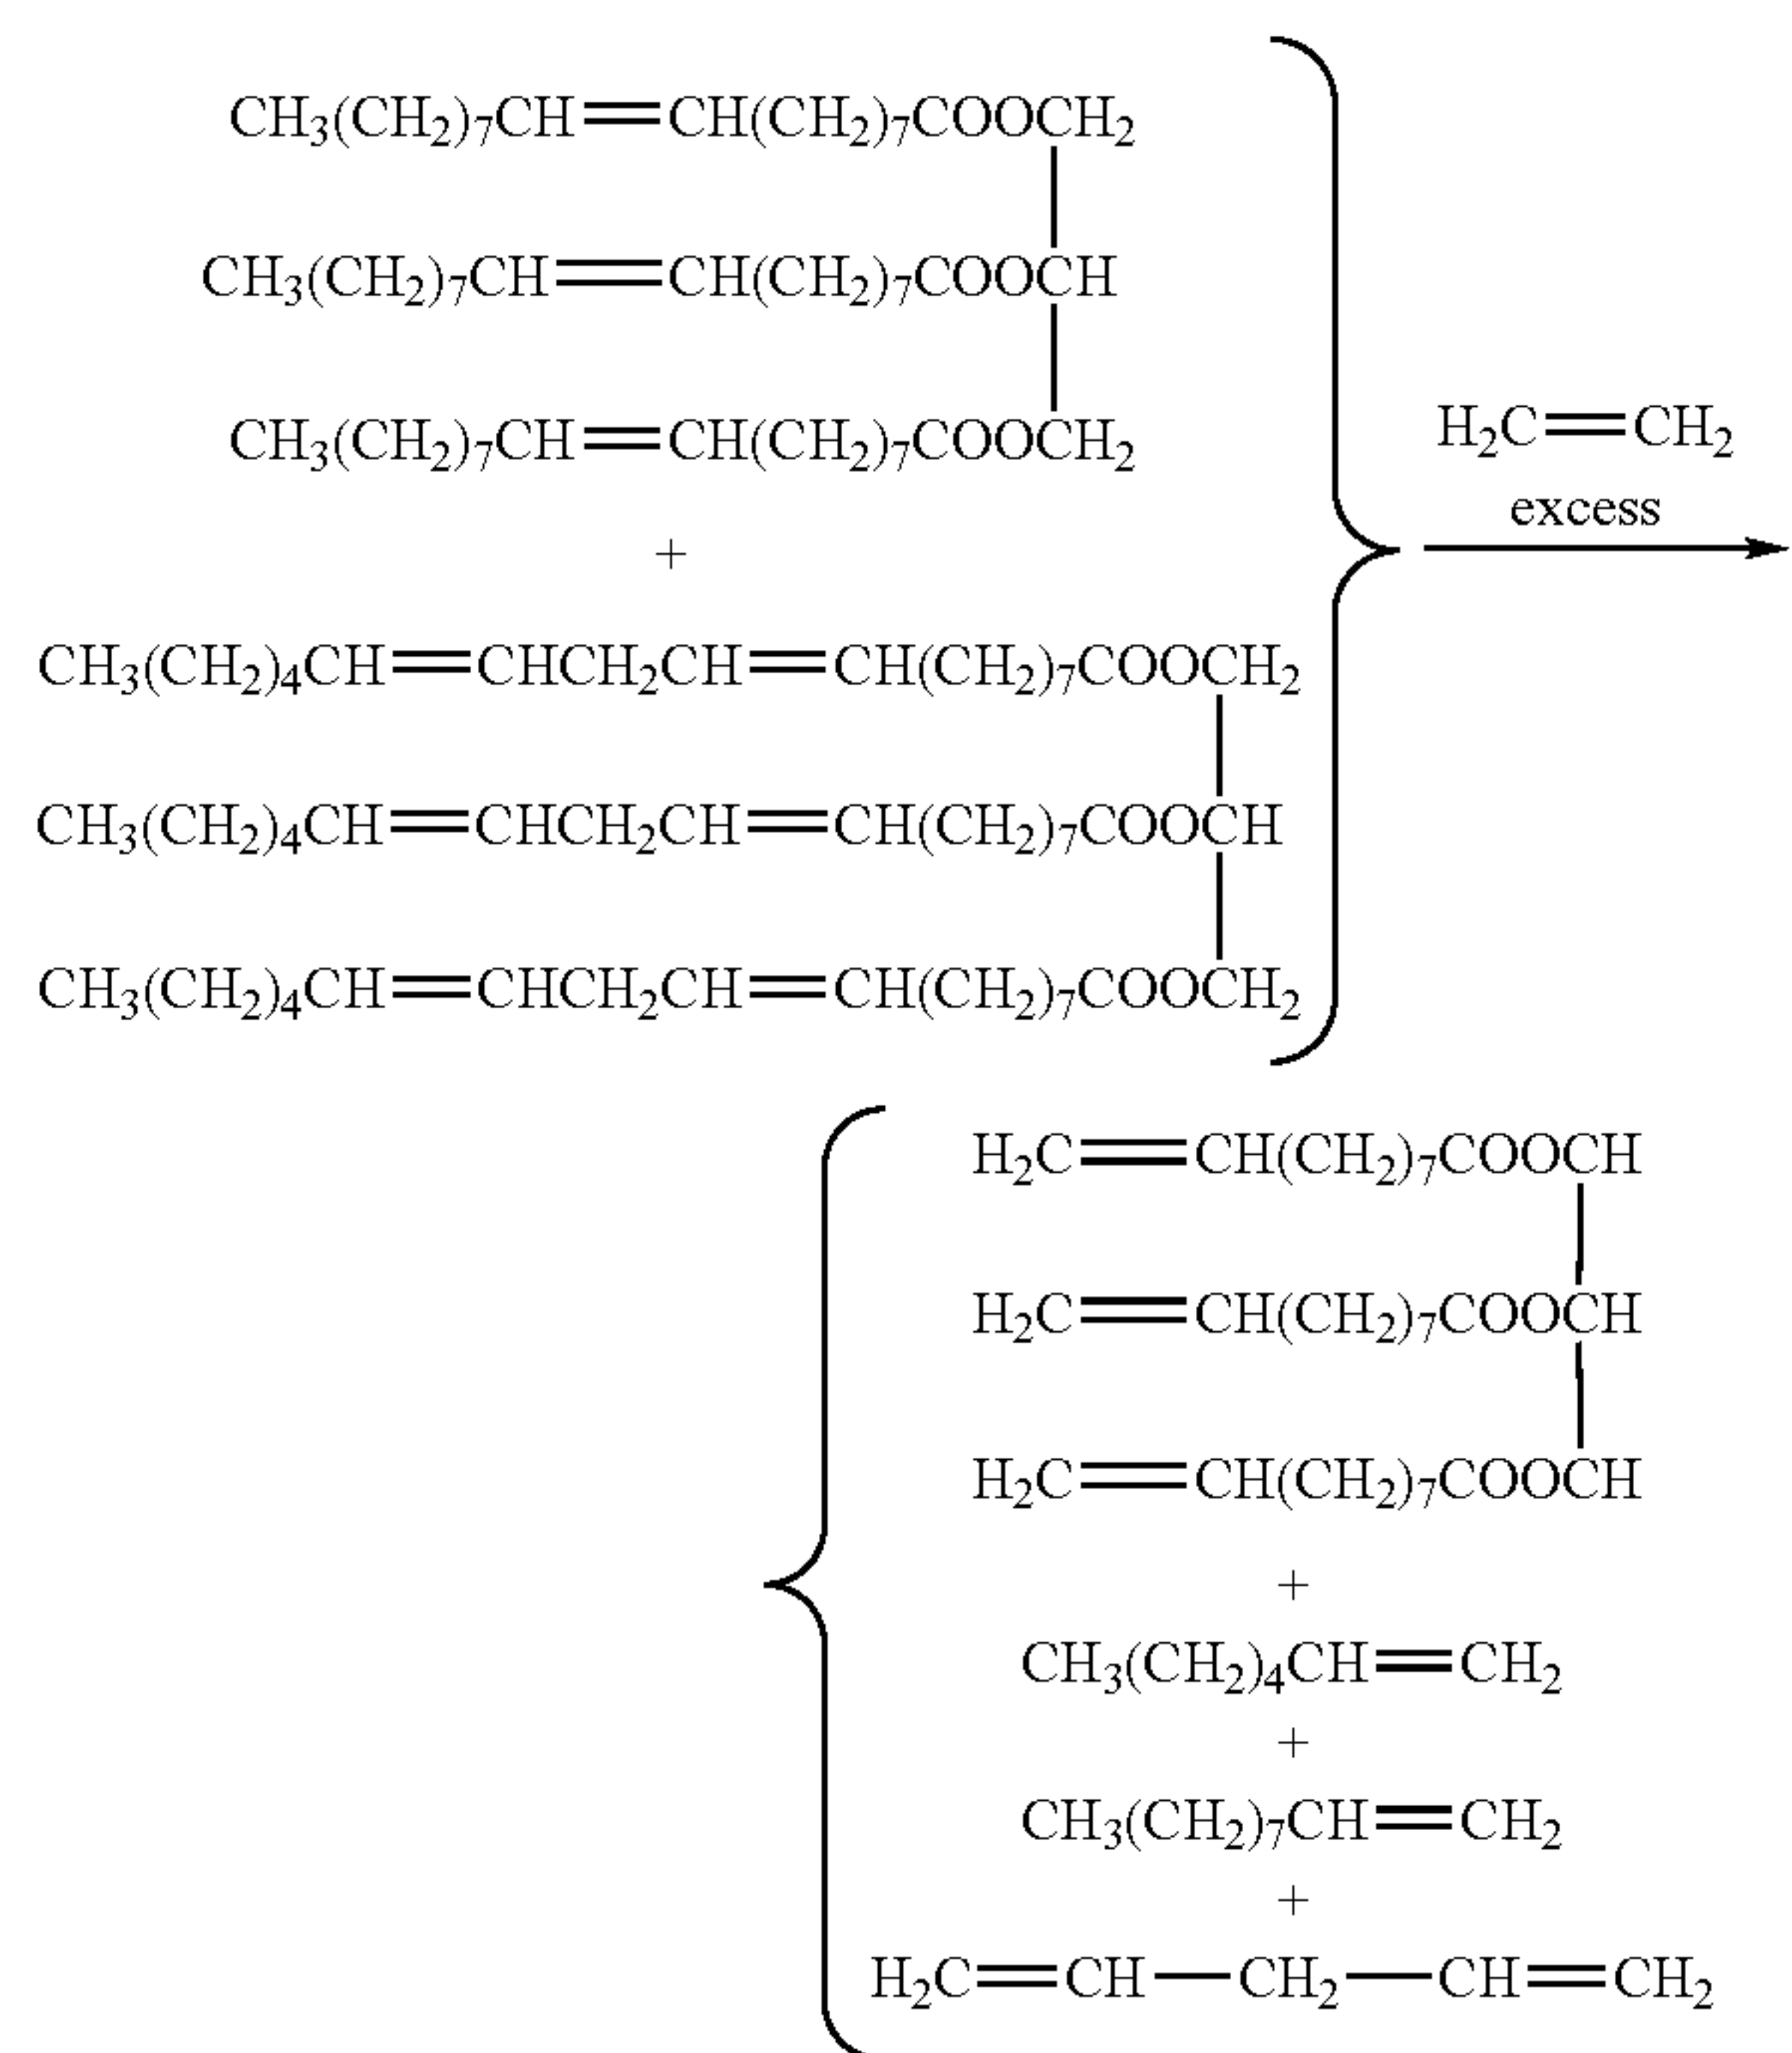 CH₃(CH₂)₇CH=CH(CH₂)₇COOCH₂
CH₃(CH₂)₇CH=CH(CH₂)₇COOCH
CH₃(CH₂)₇CH=CH(CH₂)₇COOCH₂
+
CH₃(CH₂)₄CH=CHCH₂CH=CH(CH₂)₇COOCH₂
CH₃(CH₂)₄CH=CHCH₂CH=CH(CH₂)₇COOCH
CH₃(CH₂)₄CH=CHCH₂CH=CH(CH₂)₇COOCH₂
H₂C=CH₂
excess
H₂C=CH(CH₂)₇COOCH
H₂C=CH(CH₂)₇COOCH
H₂C=CH(CH₂)₇COOCH
+
CH₃(CH₂)₄CH=CH₂
+
CH₃(CH₂)₇CH=CH₂
+
H₂C=CH—CH₂—CH=CH₂